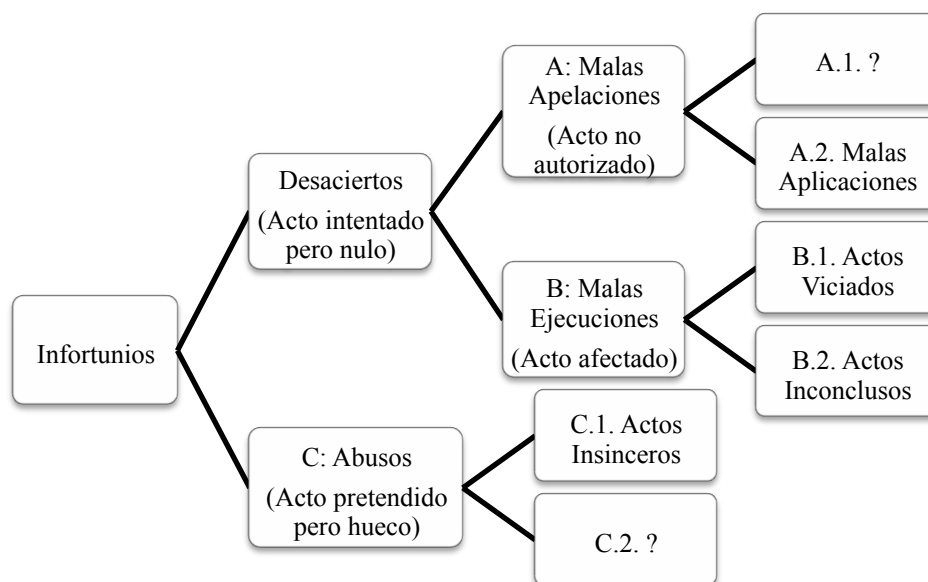 Infortunios
Desaciertos
(Acto intentado
pero nulo)
A: Malas
Apelaciones
(Acto no
autorizado)
A.1. ?
A.2. Malas
Aplicaciones
B: Malas
Ejecuciones
(Acto afectado)
B.1. Actos
Viciados
B.2. Actos
Inconclusos
C: Abusos
(Acto pretendido
pero hueco)
C.1. Actos
Insinceros
C.2. ?